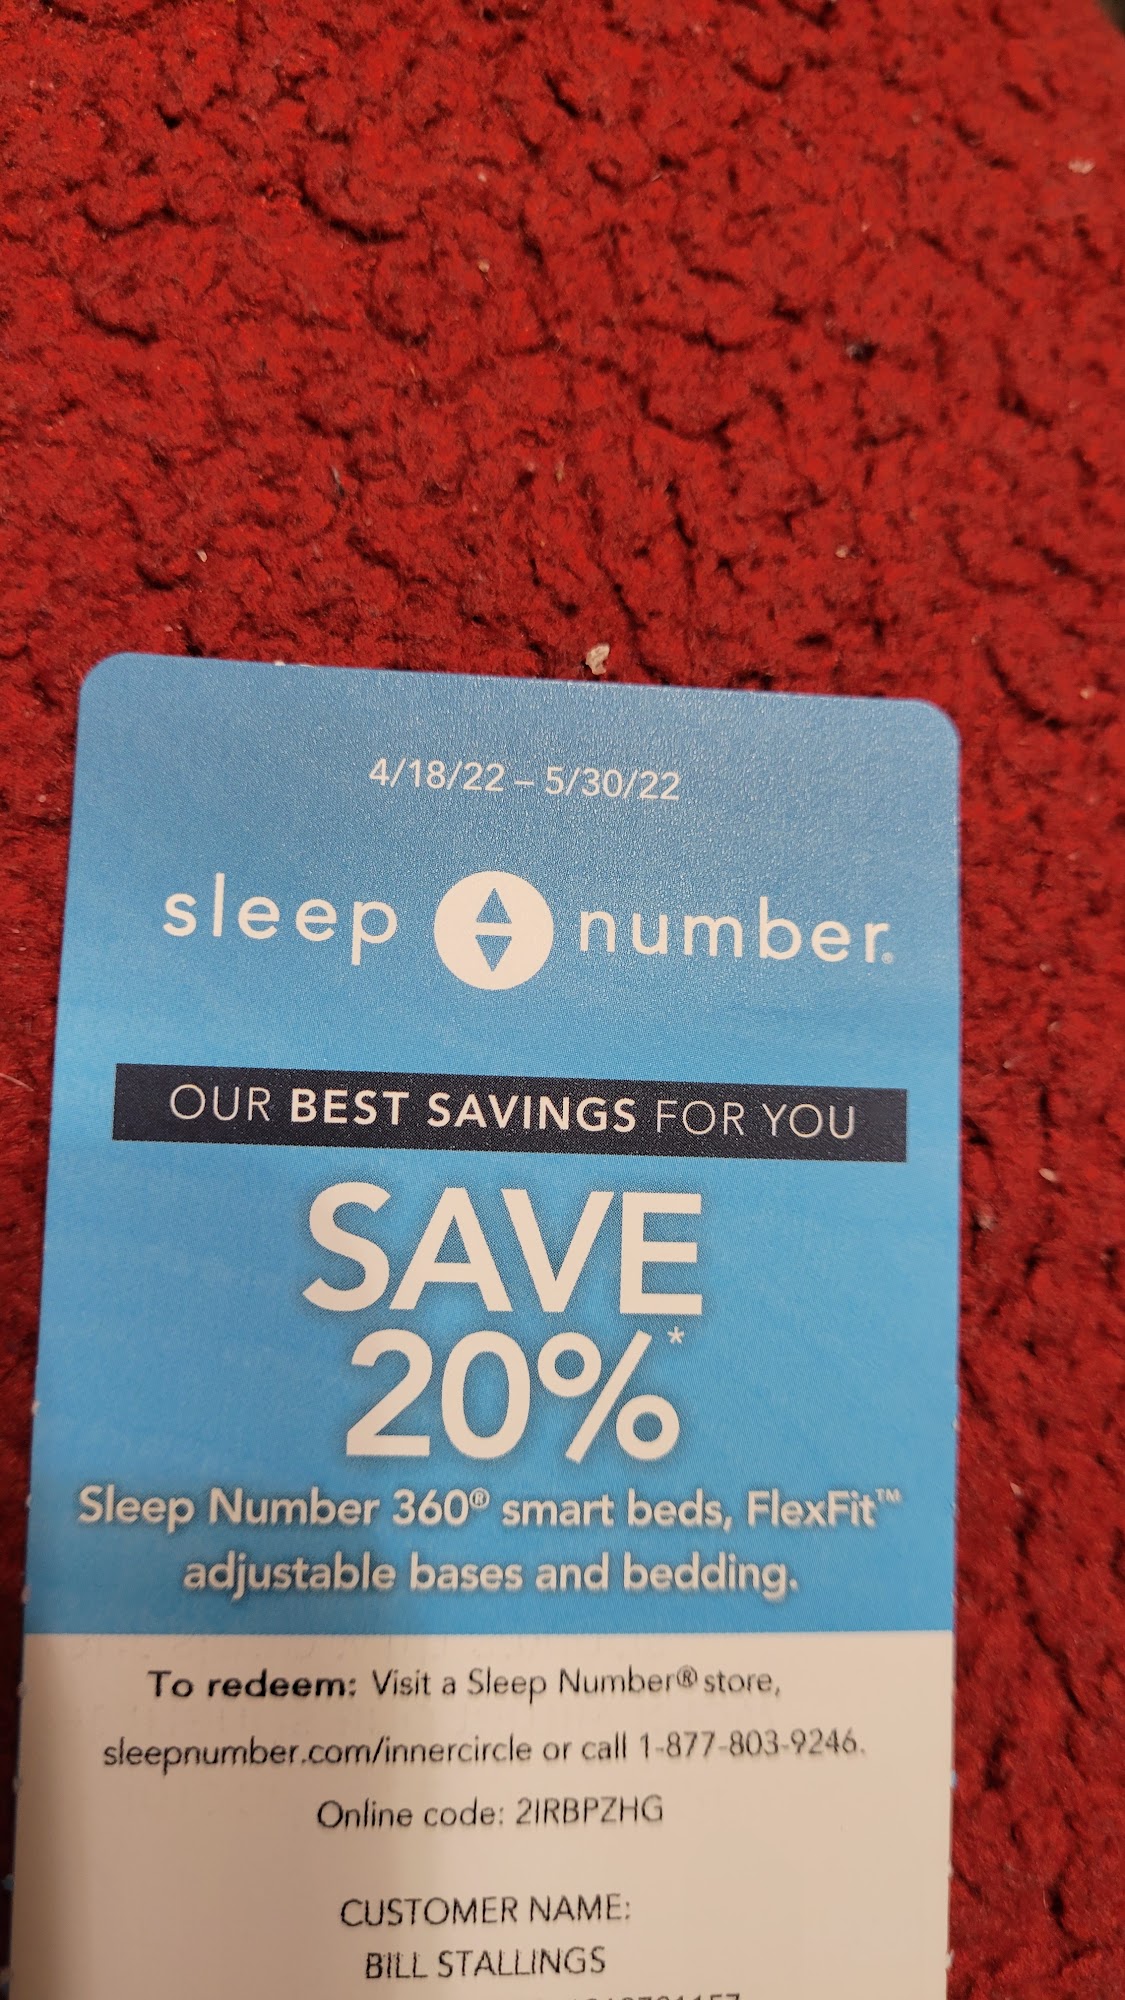 4/18/22 – 5/30/22
sleep number®
OUR BEST SAVINGS FOR YOU
SAVE
20%*
Sleep Number 360® smart beds, FlexFit™
adjustable bases and bedding.
To redeem: Visit a Sleep Number® store,
sleepnumber.com/innercircle or call 1-877-803-9246.
Online code: 2IRBPZHG
CUSTOMER NAME:
BILL STALLINGS